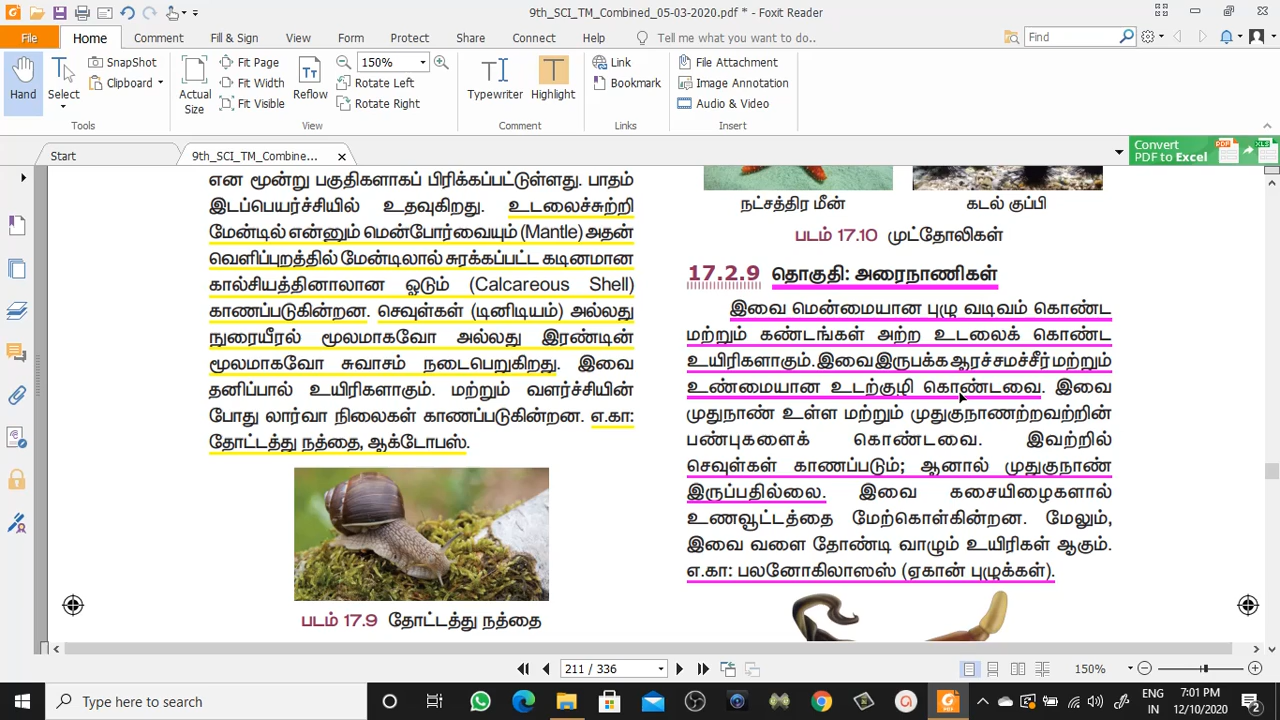 9th_SCI_TM_Combined_05-03-2020.pdf * - Foxit Reader
File Home Comment Fill & Sign View Form Protect Share Connect Help Tell me what you want to do.. Find
Hand
Select
SnapShot
Clipboard
Tools
Actual
Size
Fit Page
Fit Width
Fit Visible
Reflow
150%
Rotate Left
Rotate Right
View
Typewriter
Highlight
Comment
Link
Bookmark
Links
File Attachment
Image Annotation
Audio & Video
Insert
Start
9th_SCI_TM_Combine...
Convert
PDF to Excel
என மூன்று பகுதிகளாகப் பிரிக்கப்பட்டுள்ளது. பாதம்
இடப்பெயர்ச்சியில் உதவுகிறது. உடலைச்சுற்றி
மேன்டில் என்னும் மென்போர்வையும் (Mantle) அதன்
வெளிப்புறத்தில் மேன்டிலால் சுரக்கப்பட்ட கடினமான
கால்சியத்தினாலான ஓடும் (Calcareous Shell)
காணப்படுகின்றன. செவுள்கள் (டினிடியம்) அல்லது
நுரையீரல் மூலமாகவோ அல்லது இரண்டின்
மூலமாகவோ சுவாசம் நடைபெறுகிறது. இவை
தனிப்பால் உயிரிகளாகும். மற்றும் வளர்ச்சியின்
போது லார்வா நிலைகள் காணப்படுகின்றன. எ.கா:
தோட்டத்து நத்தை, ஆக்டோபஸ்.
படம் 17.9 தோட்டத்து நத்தை
நட்சத்திர மீன்
கடல் குப்பி
படம் 17.10 முட்தோலிகள்
17.2.9 தொகுதி: அரைநாணிகள்
இவை மென்மையான புழு வடிவம் கொண்ட
மற்றும் கண்டங்கள் அற்ற உடலைக் கொண்ட
உயிரிகளாகும். இவை இருபக்க ஆரச்சமச்சீர் மற்றும்
உண்மையான உடற்குழி கொண்டவை. இவை
முதுநாண் உள்ள மற்றும் முதுகுநாணற்றவற்றின்
பண்புகளைக் கொண்டவை. இவற்றில்
செவுள்கள் காணப்படும்; ஆனால் முதுகுநாண்
இருப்பதில்லை. இவை கசையிழைகளால்
உணவூட்டத்தை மேற்கொள்கின்றன. மேலும்,
இவை வளை தோண்டி வாழும் உயிரிகள் ஆகும்.
எ.கா: பலனோகிலாஸஸ் (ஏகான் புழுக்கள்).
211 / 336
150%
Type here to search
ENG
IN
7:01 PM
12/10/2020
2